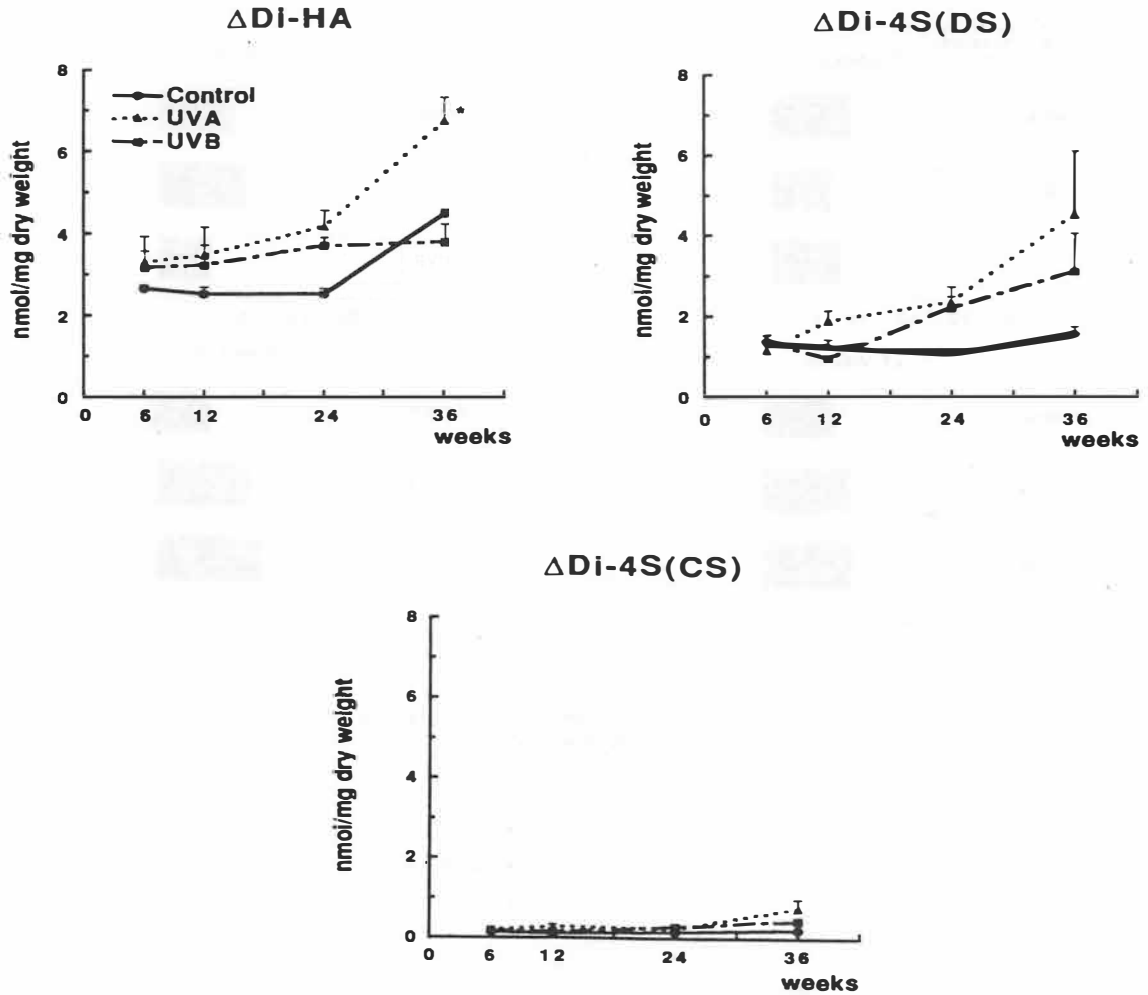 ΔDi-HA
8
6
4
2
0
nmol/mg dry weight
Control
UVA
UVB
*
0 6 12 24 36
weeks
ΔDi-4S(DS)
8
6
4
2
0
nmol/mg dry weight
0 6 12 24 36
weeks
ΔDi-4S(CS)
8
6
4
2
0
nmol/mg dry weight
0 6 12 24 36
weeks